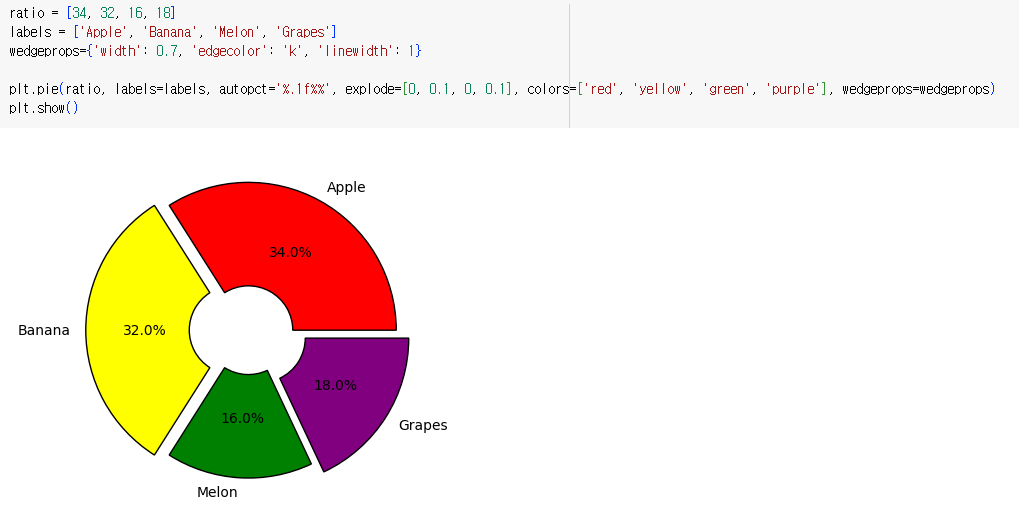 ratio = [34, 32, 16, 18]
labels = ['Apple', 'Banana', 'Melon', 'Grapes']
wedgeprops={'width': 0.7, 'edgecolor': 'k', 'linewidth': 1}
plt.pie(ratio, labels=labels, autopct='%.1f%%', explode=[0, 0.1, 0, 0.1], colors=['red', 'yellow', 'green', 'purple'], wedgeprops=wedgeprops)
plt.show()
Apple
34.0%
Banana
32.0%
18.0%
16.0%
Grapes
Melon